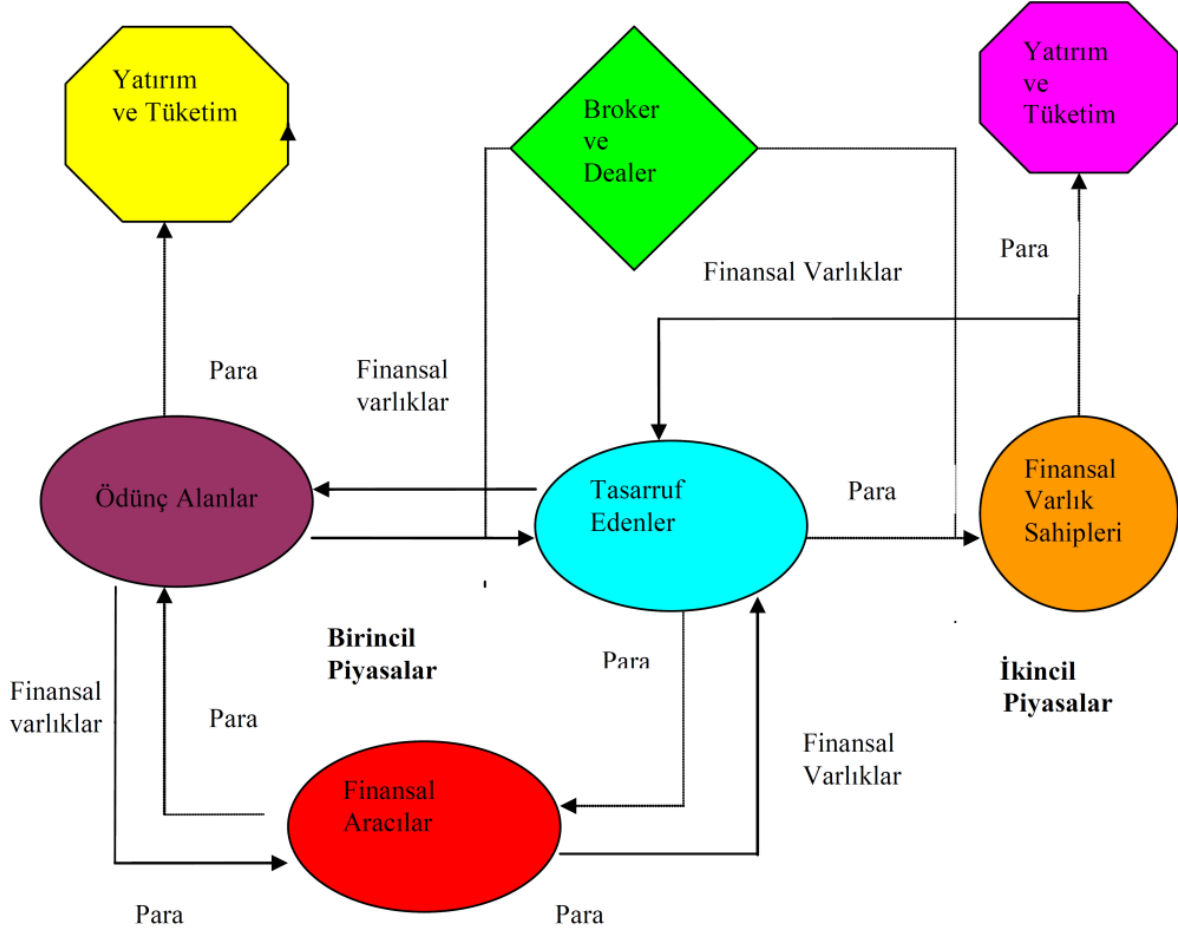 Yatırım
ve Tüketim
Broker
ve
Dealer
Yatırım
ve
Tüketim
Para
Finansal Varlıklar
Para
Finansal
varlıklar
Ödünç Alanlar
Tasarruf
Edenler
Para
Finansal
Varlık
Sahipleri
Birincil
Piyasalar
Para
İkincil
Piyasalar
Finansal
varlıklar
Para
Finansal
Varlıklar
Finansal
Aracılar
Para
Para